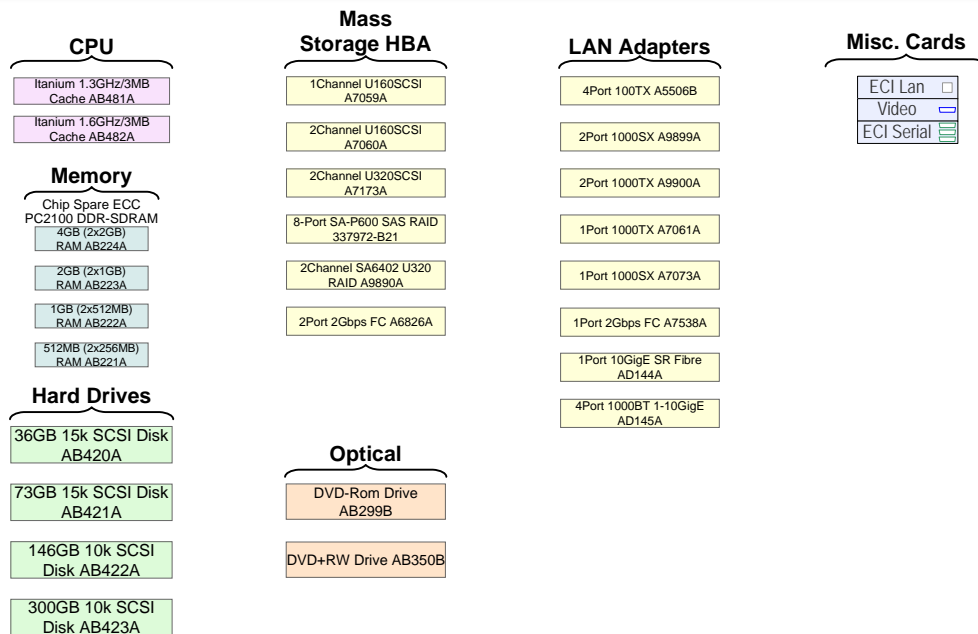 CPU
Itanium 1.3GHz/3MB
Cache AB481A
Itanium 1.6GHz/3MB
Cache AB482A
Memory
Chip Spare ECC
PC2100 DDR-SDRAM
4GB (2x2GB)
RAM AB224A
2GB (2x1GB)
RAM AB223A
1GB (2x512MB)
RAM AB222A
512MB (2x256MB)
RAM AB221A
Hard Drives
36GB 15k SCSI Disk
AB420A
73GB 15k SCSI Disk
AB421A
146GB 10k SCSI
Disk AB422A
300GB 10k SCSI
Disk AB423A
Mass
Storage HBA
1Channel U160SCSI
A7059A
2Channel U160SCSI
A7060A
2Channel U320SCSI
A7173A
8-Port SA-P600 SAS RAID
337972-B21
2Channel SA6402 U320
RAID A9890A
2Port 2Gbps FC A6826A
Optical
DVD-Rom Drive
AB299B
DVD+RW Drive AB350B
LAN Adapters
4Port 100TX A5506B
2Port 1000SX A9899A
2Port 1000TX A9900A
1Port 1000TX A7061A
1Port 1000SX A7073A
1Port 2Gbps FC A7538A
1Port 10GigE SR Fibre
AD144A
4Port 1000BT 1-10GigE
AD145A
Misc. Cards
ECI Lan
Video
ECI Serial